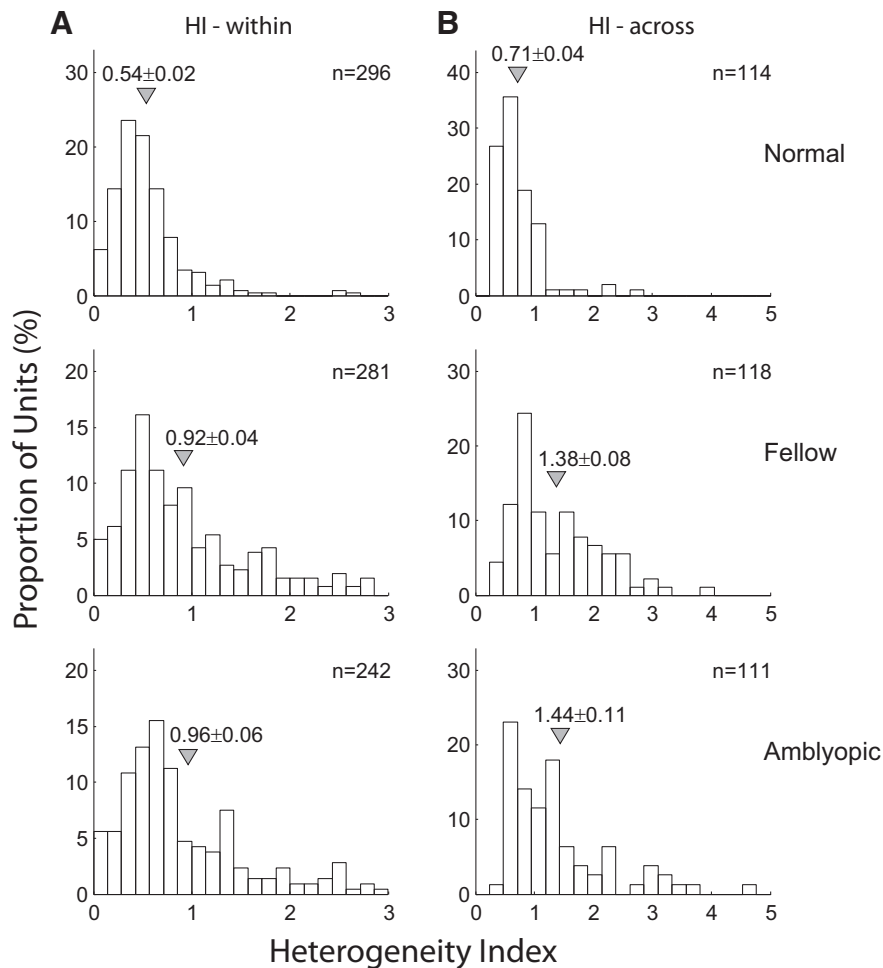 A HI - within
B HI - across
30
20
10
0
0.54±0.02
n=296
0 1 2 3
40
30
20
10
0
0.71±0.04
n=114
Normal
0 1 2 3 4 5
20
15
10
5
0
0.92±0.04
n=281
0 1 2 3
30
20
10
0
1.38±0.08
n=118
Fellow
0 1 2 3 4 5
20
15
10
5
0
0.96±0.06
n=242
0 1 2 3
30
20
10
0
1.44±0.11
n=111
Amblyopic
0 1 2 3 4 5
Proportion of Units (%)
Heterogeneity Index